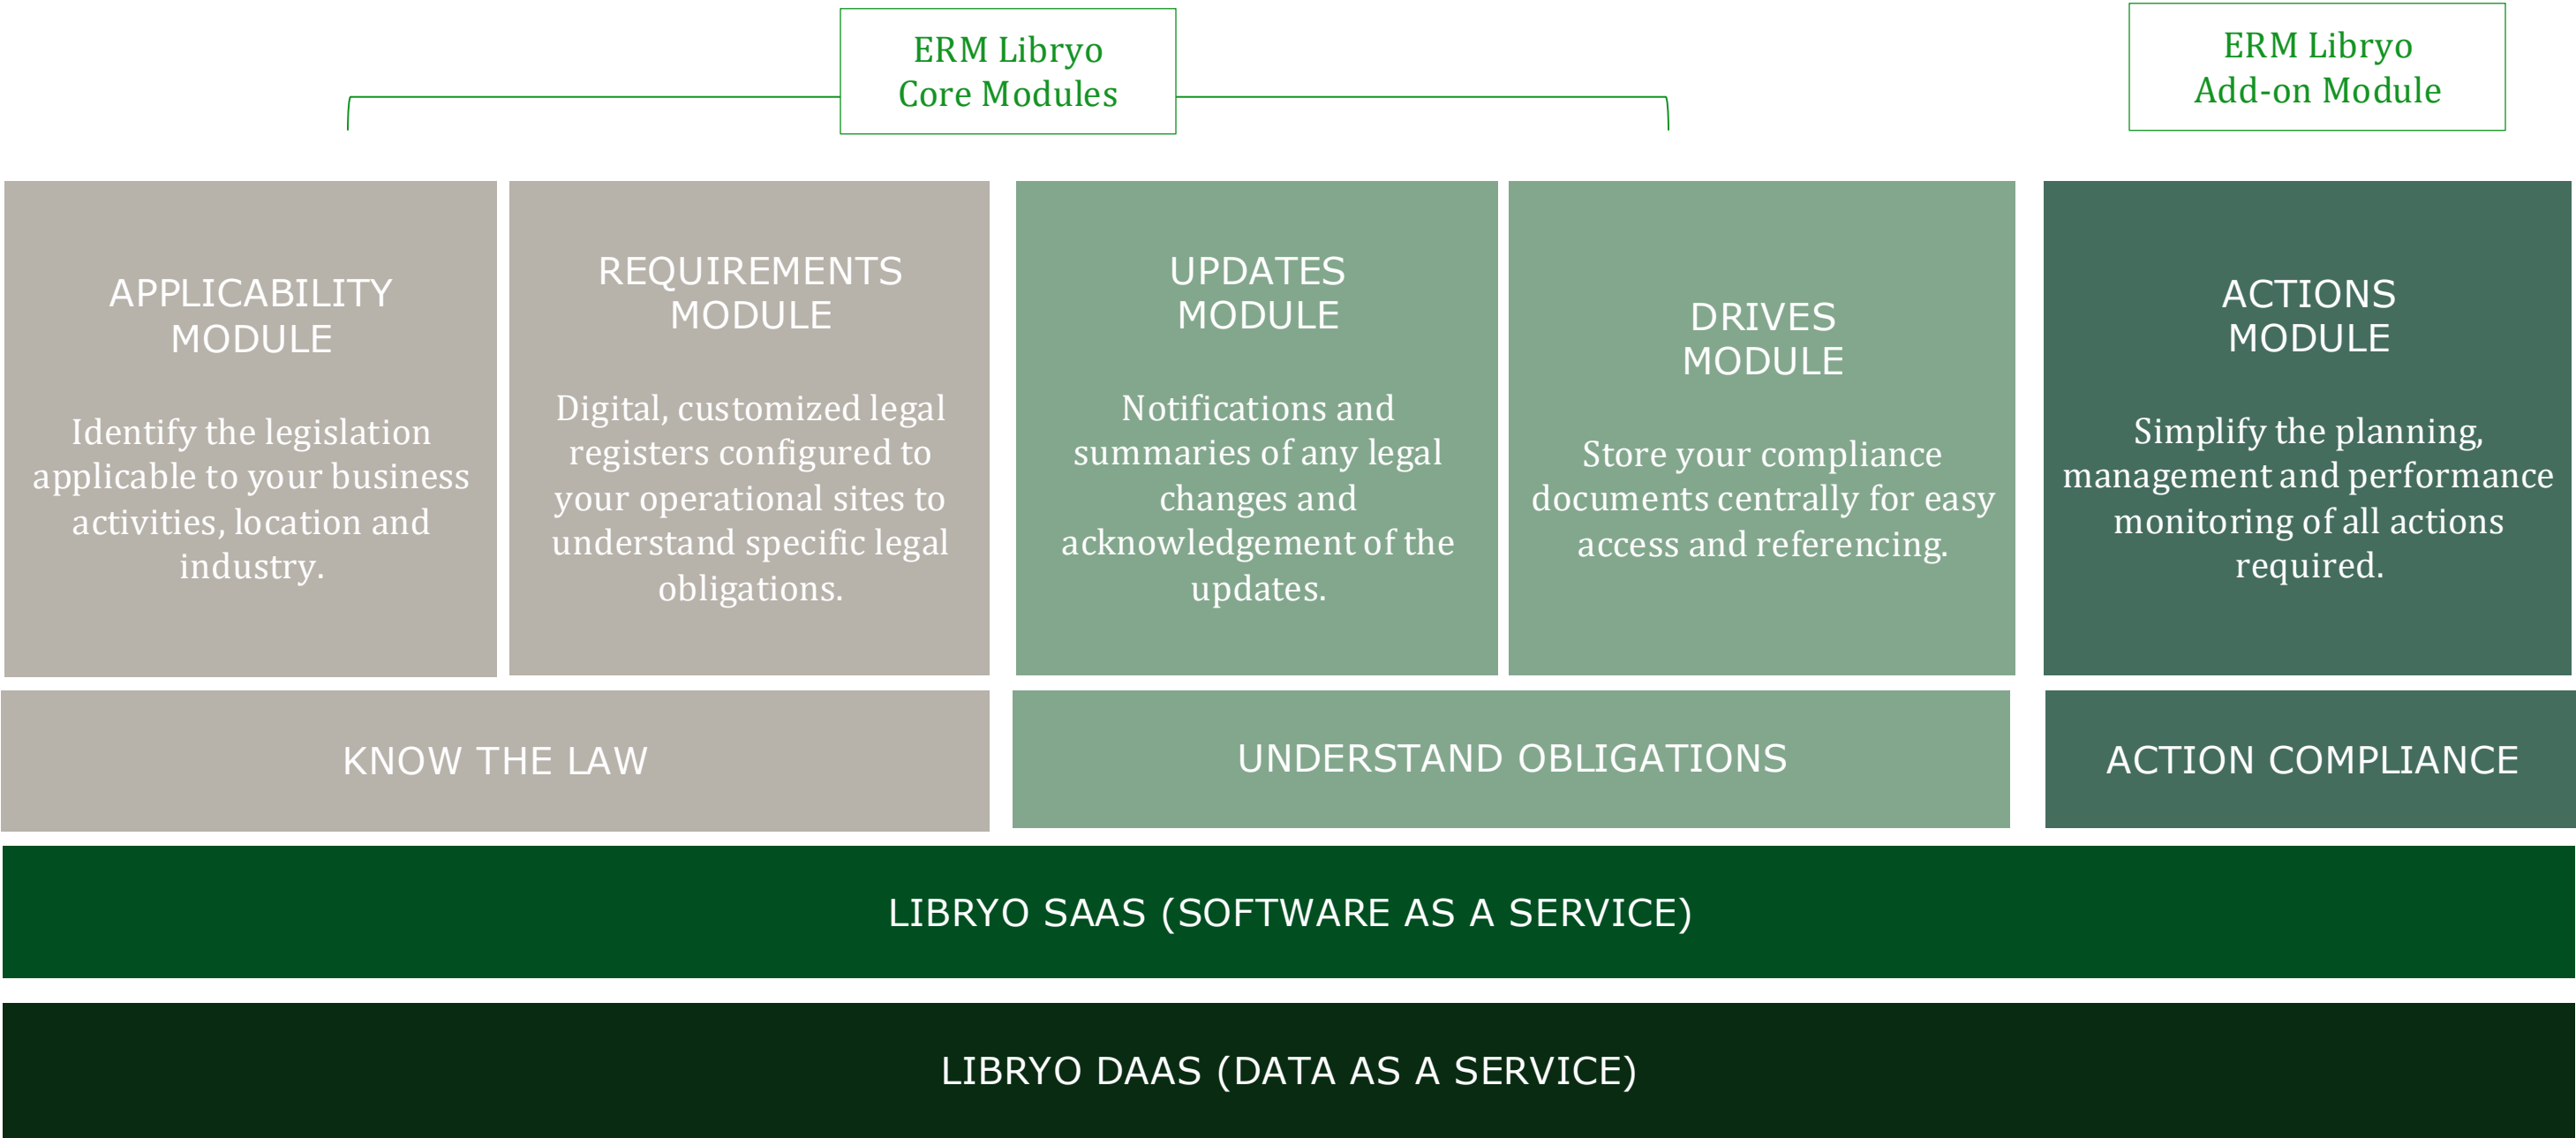 ERM Libryo
Core Modules
ERM Libryo
Add-on Module
APPLICABILITY
MODULE
Identify the legislation
applicable to your business
activities, location and
industry.
REQUIREMENTS
MODULE
Digital, customized legal
registers configured to
your operational sites to
understand specific legal
obligations.
UPDATES
MODULE
Notifications and
summaries of any legal
changes and
acknowledgement of the
updates.
DRIVES
MODULE
Store your compliance
documents centrally for easy
access and referencing.
ACTIONS
MODULE
Simplify the planning,
management and performance
monitoring of all actions
required.
KNOW THE LAW
UNDERSTAND OBLIGATIONS
ACTION COMPLIANCE
LIBRYO SAAS (SOFTWARE AS A SERVICE)
LIBRYO DAAS (DATA AS A SERVICE)